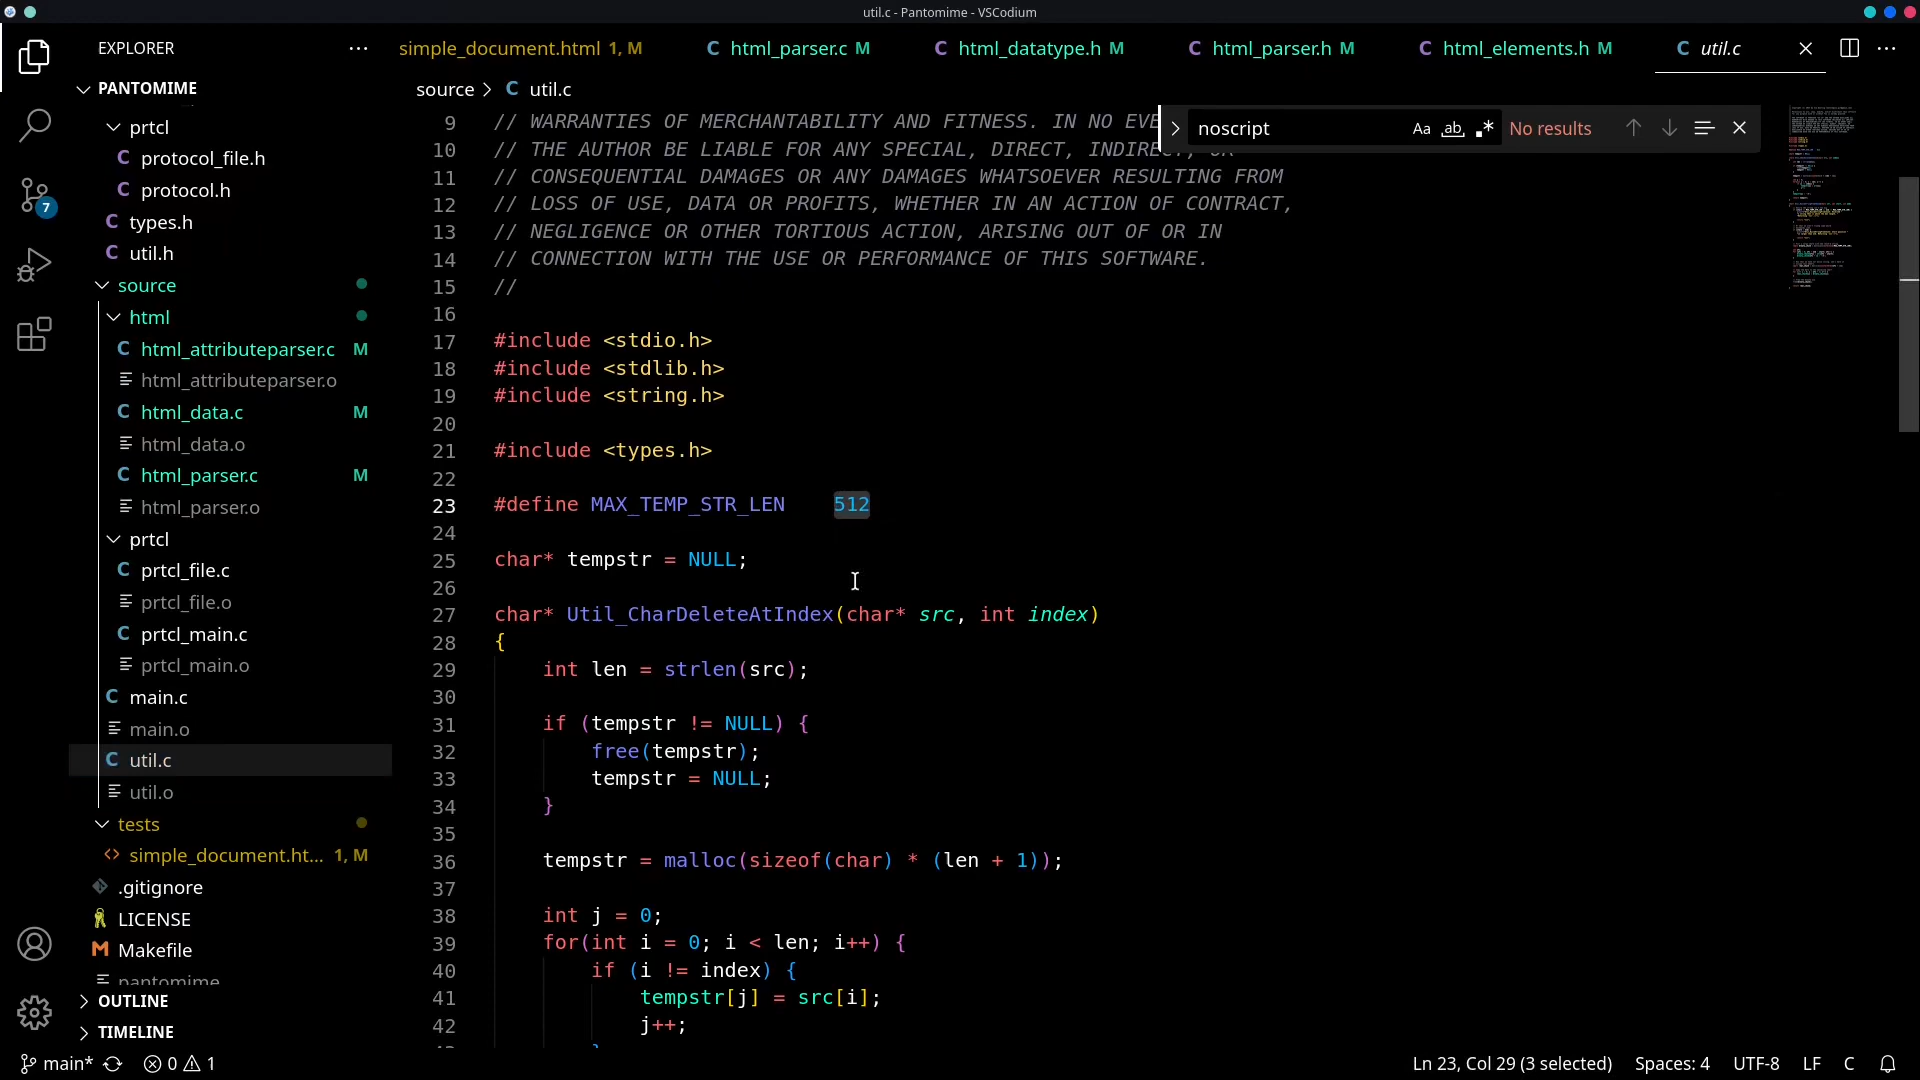 util.c - Pantomime - VSCodium
EXPLORER
simple_document.html 1, M
C html_parser.c M
C html_datatype.h M
C html_parser.h M
C html_elements.h M
C util.c
PANTOMIME
source > C util.c
noscript
Aa ab .* No results
prtcl
C protocol_file.h
C protocol.h
C types.h
C util.h
source
html
C html_attributeparser.c M
html_attributeparser.o
C html_data.c M
html_data.o
C html_parser.c M
html_parser.o
prtcl
C prtcl_file.c
prtcl_file.o
C prtcl_main.c
prtcl_main.o
C main.c
main.o
C util.c
util.o
tests
<> simple_document.ht... 1, M
.gitignore
LICENSE
M Makefile
pantomime
OUTLINE
TIMELINE
7
9 // WARRANTIES OF MERCHANTABILITY AND FITNESS. IN NO EVE
10 // THE AUTHOR BE LIABLE FOR ANY SPECIAL, DIRECT, INDIRECT, OR
11 // CONSEQUENTIAL DAMAGES OR ANY DAMAGES WHATSOEVER RESULTING FROM
12 // LOSS OF USE, DATA OR PROFITS, WHETHER IN AN ACTION OF CONTRACT,
13 // NEGLIGENCE OR OTHER TORTIOUS ACTION, ARISING OUT OF OR IN
14 // CONNECTION WITH THE USE OR PERFORMANCE OF THIS SOFTWARE.
15 //
16
17 #include <stdio.h>
18 #include <stdlib.h>
19 #include <string.h>
20
21 #include <types.h>
22
23 #define MAX_TEMP_STR_LEN    512
24
25 char* tempstr = NULL;
26
27 char* Util_CharDeleteAtIndex(char* src, int index)
28 {
29     int len = strlen(src);
30
31     if (tempstr != NULL) {
32         free(tempstr);
33         tempstr = NULL;
34     }
35
36     tempstr = malloc(sizeof(char) * (len + 1));
37
38     int j = 0;
39     for(int i = 0; i < len; i++) {
40         if (i != index) {
41             tempstr[j] = src[i];
42             j++;
main* 0 1
Ln 23, Col 29 (3 selected) Spaces: 4 UTF-8 LF C